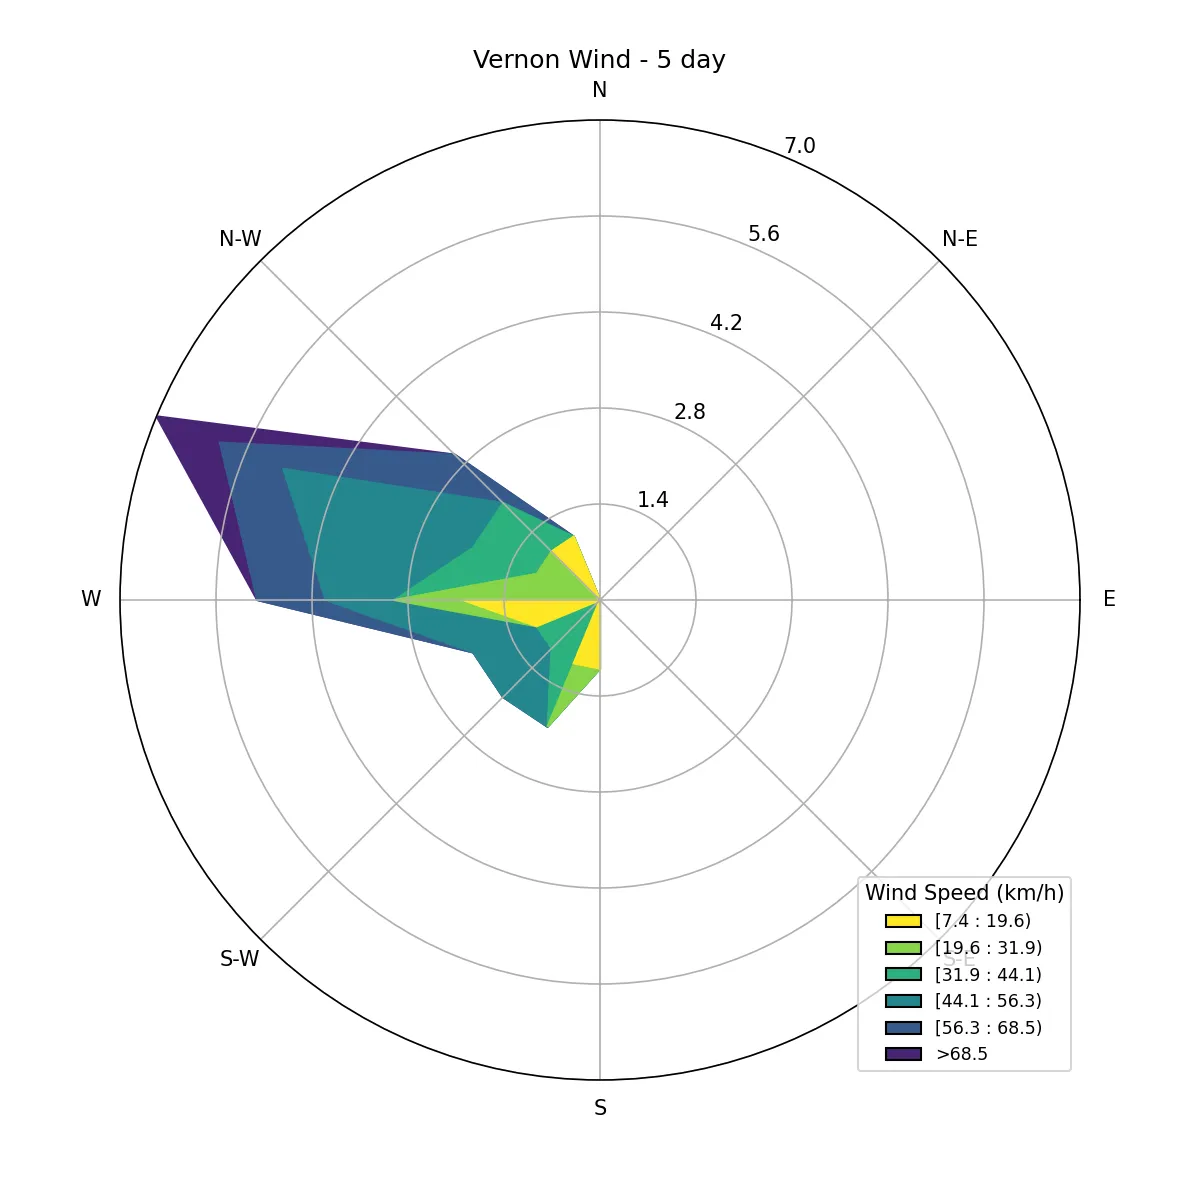 Vernon Wind - 5 day
N
7.0
5.6
N-W
N-E
4.2
2.8
1.4
W
E
Wind Speed (km/h)
[7.4 : 19.6)
[19.6 : 31.9)
S-W
S-E
[31.9 : 44.1)
[44.1 : 56.3)
[56.3 : 68.5)
>68.5
S